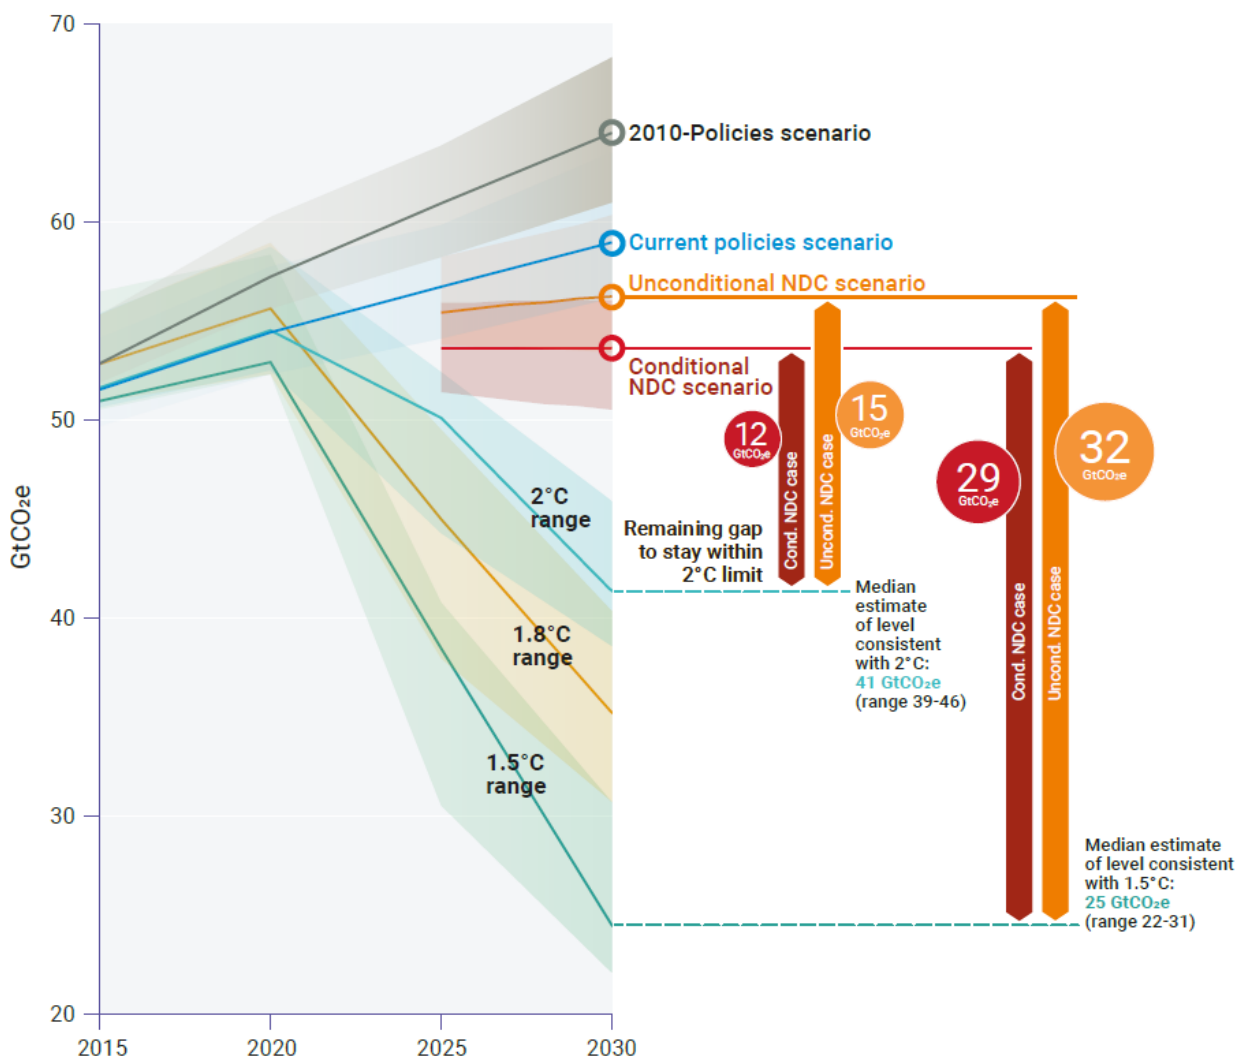 70
60
50
40
30
20
GtCO₂e
2015
2020
2025
2030
2010-Policies scenario
Current policies scenario
Unconditional NDC scenario
Conditional
NDC scenario
2°C
range
1.8°C
range
1.5°C
range
12
GtCO₂e
15
GtCO₂e
29
GtCO₂e
32
GtCO₂e
Cond. NDC case
Uncond. NDC case
Cond. NDC case
Uncond. NDC case
Remaining gap
to stay within
2°C limit
Median
estimate
of level
consistent
with 2°C:
41 GtCO₂e
(range 39-46)
Median estimate
of level consistent
with 1.5°C:
25 GtCO₂e
(range 22-31)